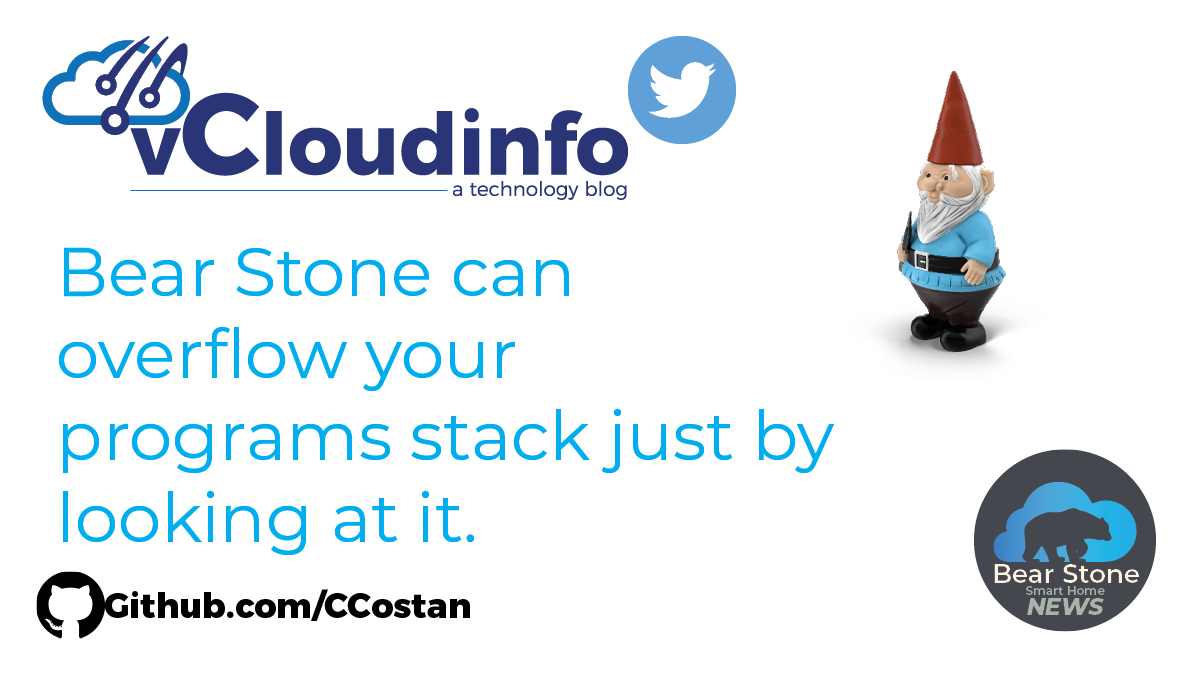 vCloudinfo
a technology blog
Bear Stone can
overflow your
programs stack just by
looking at it.
Github.com/CCostan
Bear Stone
Smart Home
NEWS